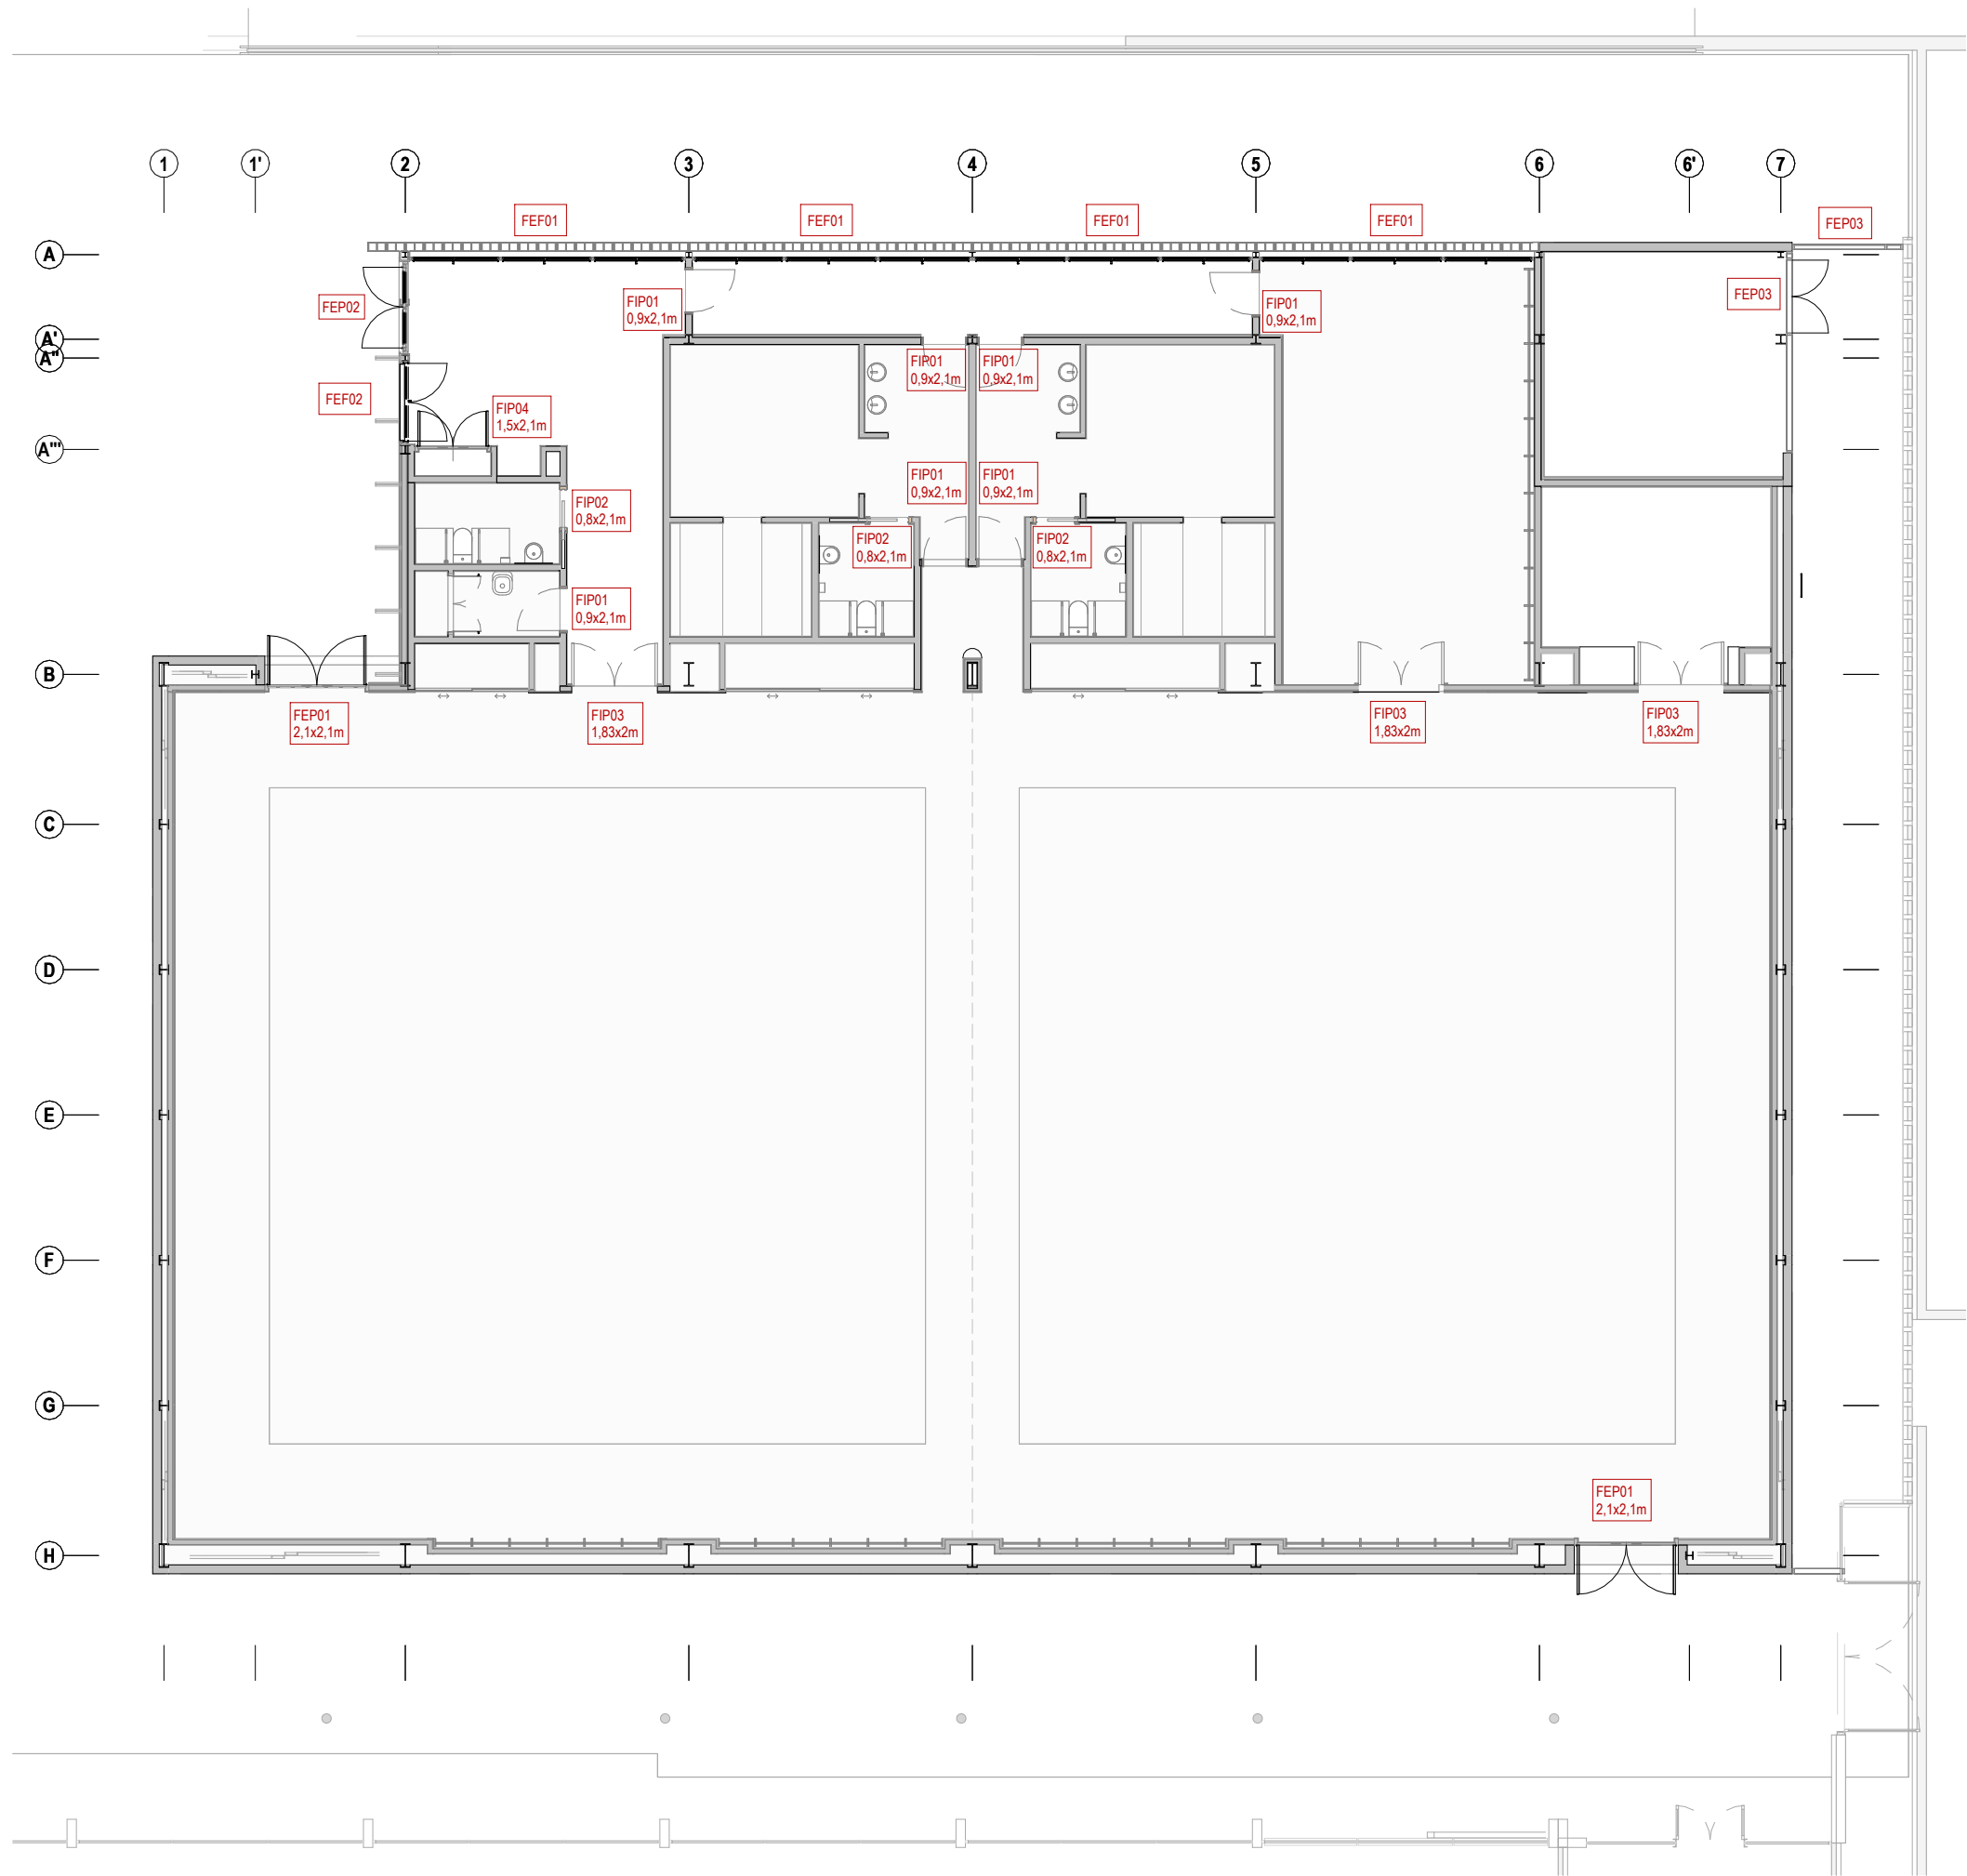 1
1'
2
3
4
5
6
6'
7
FEF01
FEF01
FEF01
FEF01
FEP03
A
FEP02
FIP01
0,9x2,1m
FIP01
0,9x2,1m
FEP03
A'
A''
FIP01
0,9x2,1m
FIP01
0,9x2,1m
FEF02
FIP04
1,5x2,1m
A'''
FIP01
0,9x2,1m
FIP01
0,9x2,1m
FIP02
0,8x2,1m
FIP02
0,8x2,1m
FIP02
0,8x2,1m
FIP01
0,9x2,1m
B
FEP01
2,1x2,1m
FIP03
1,83x2m
FIP03
1,83x2m
FIP03
1,83x2m
C
D
E
F
G
FEP01
2,1x2,1m
H